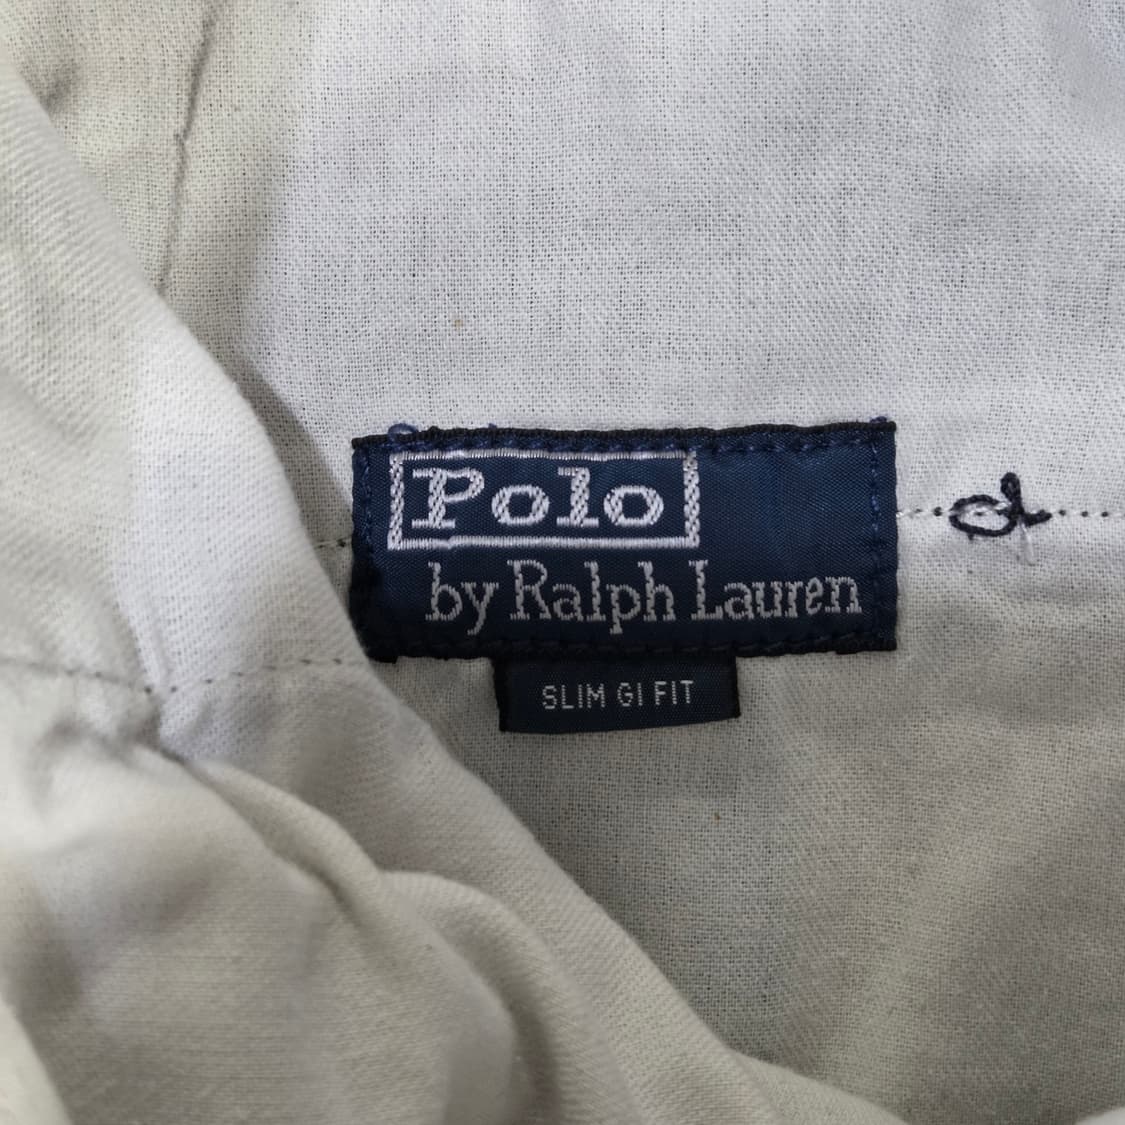 Polo
by Ralph Lauren
SLIM GI FIT